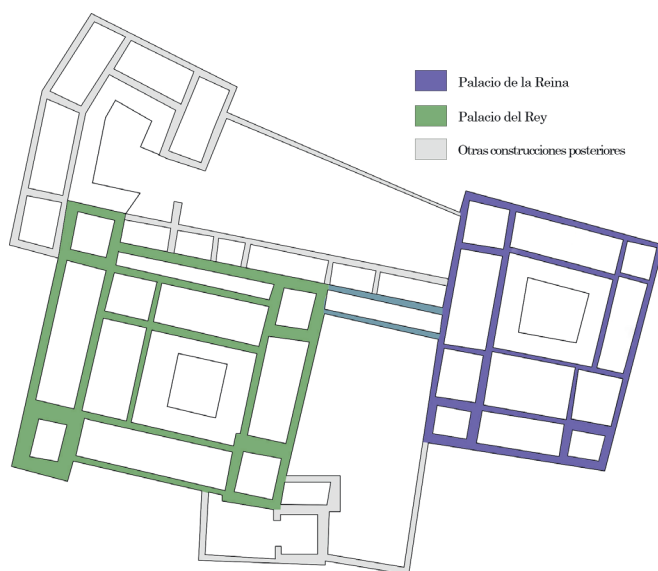 Palacio de la Reina
Palacio del Rey
Otras construcciones posteriores